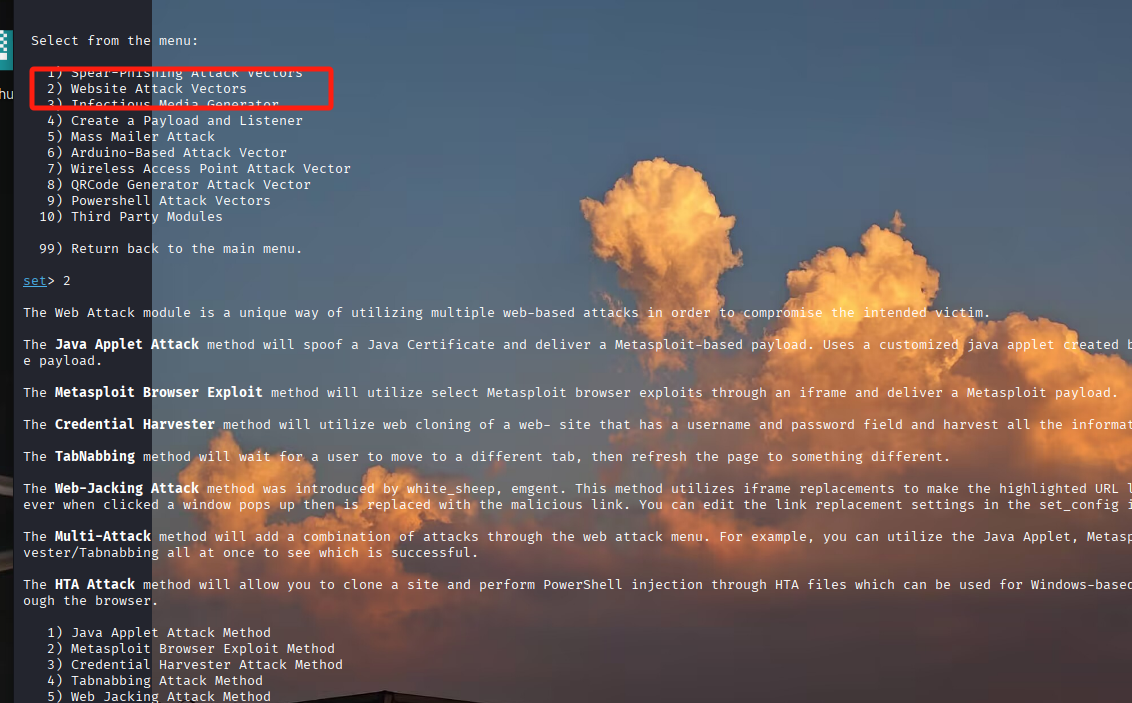 Select from the menu:
1) Spear-Phishing Attack Vectors
2) Website Attack Vectors
3) Infectious Media Generator
hu
4) Create a Payload and Listener
5) Mass Mailer Attack
6) Arduino-Based Attack Vector
7) Wireless Access Point Attack Vector
8) QRCode Generator Attack Vector
9) Powershell Attack Vectors
10) Third Party Modules
99) Return back to the main menu.
set> 2
The Web Attack module is a unique way of utilizing multiple web-based attacks in order to compromise the intended victim.
The Java Applet Attack method will spoof a Java Certificate and deliver a Metasploit-based payload. Uses a customized java applet created b
e payload.
The Metasploit Browser Exploit method will utilize select Metasploit browser exploits through an iframe and deliver a Metasploit payload.
The Credential Harvester method will utilize web cloning of a web- site that has a username and password field and harvest all the informat
The TabNabbing method will wait for a user to move to a different tab, then refresh the page to something different.
The Web-Jacking Attack method was introduced by white_sheep, emgent. This method utilizes iframe replacements to make the highlighted URL l
ever when clicked a window pops up then is replaced with the malicious link. You can edit the link replacement settings in the set_config i
The Multi-Attack method will add a combination of attacks through the web attack menu. For example, you can utilize the Java Applet, Metasp
vester/Tabnabbing all at once to see which is successful.
The HTA Attack method will allow you to clone a site and perform PowerShell injection through HTA files which can be used for Windows-based
ough the browser.
1) Java Applet Attack Method
2) Metasploit Browser Exploit Method
3) Credential Harvester Attack Method
4) Tabnabbing Attack Method
5) Web Jacking Attack Method